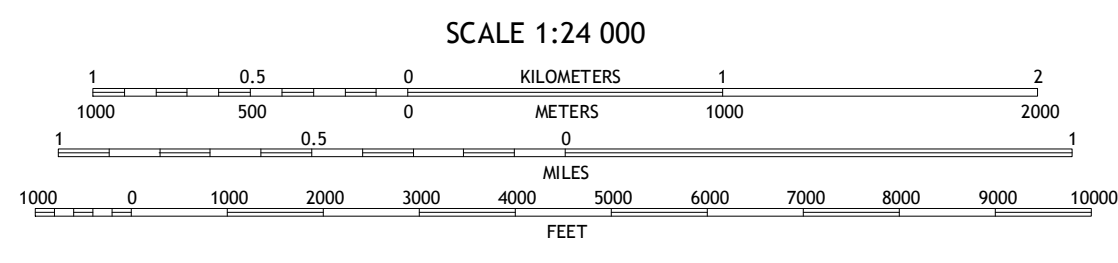 SCALE 1:24 000
1 0.5 0 KILOMETERS 1 2
1000 500 0 METERS 1000 2000
1 0.5 0 1
MILES
1000 0 1000 2000 3000 4000 5000 6000 7000 8000 9000 10000
FEET